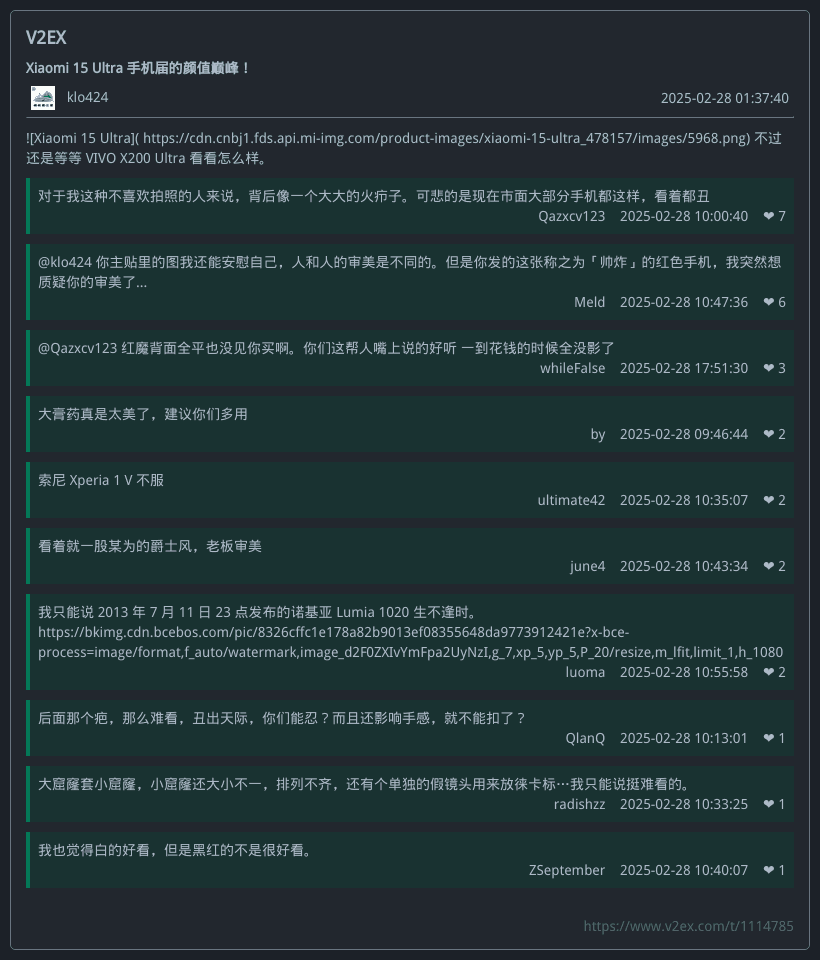 V2EX
Xiaomi 15 Ultra 手机届的颜值巅峰！
klo424 2025-02-28 01:37:40
![Xiaomi 15 Ultra]( https://cdn.cnbj1.fds.api.mi-img.com/product-images/xiaomi-15-ultra_478157/images/5968.png) 不过
还是等等 VIVO X200 Ultra 看看怎么样。
对于我这种不喜欢拍照的人来说，背后像一个大大的火疖子。可悲的是现在市面大部分手机都这样，看着都丑
Qazxcv123 2025-02-28 10:00:40 ❤ 7
@klo424 你主贴里的图我还能安慰自己，人和人的审美是不同的。但是你发的这张称之为「帅炸」的红色手机，我突然想
质疑你的审美了...
Meld 2025-02-28 10:47:36 ❤ 6
@Qazxcv123 红魔背面全平也没见你买啊。你们这帮人嘴上说的好听 一到花钱的时候全没影了
whileFalse 2025-02-28 17:51:30 ❤ 3
大膏药真是太美了，建议你们多用
by 2025-02-28 09:46:44 ❤ 2
索尼 Xperia 1 V 不服
ultimate42 2025-02-28 10:35:07 ❤ 2
看着就一股某为的爵士风，老板审美
june4 2025-02-28 10:43:34 ❤ 2
我只能说 2013 年 7 月 11 日 23 点发布的诺基亚 Lumia 1020 生不逢时。
https://bkimg.cdn.bcebos.com/pic/8326cffc1e178a82b9013ef08355648da9773912421e?x-bce-
process=image/format,f_auto/watermark,image_d2F0ZXIvYmFpa2UyNzI,g_7,xp_5,yp_5,P_20/resize,m_lfit,limit_1,h_1080
luoma 2025-02-28 10:55:58 ❤ 2
后面那个疤，那么难看，丑出天际，你们能忍？而且还影响手感，就不能扣了？
QlanQ 2025-02-28 10:13:01 ❤ 1
大窟窿套小窟窿，小窟窿还大小不一，排列不齐，还有个单独的假镜头用来放徕卡标…我只能说挺难看的。
radishzz 2025-02-28 10:33:25 ❤ 1
我也觉得白的好看，但是黑红的不是很好看。
ZSeptember 2025-02-28 10:40:07 ❤ 1
https://www.v2ex.com/t/1114785